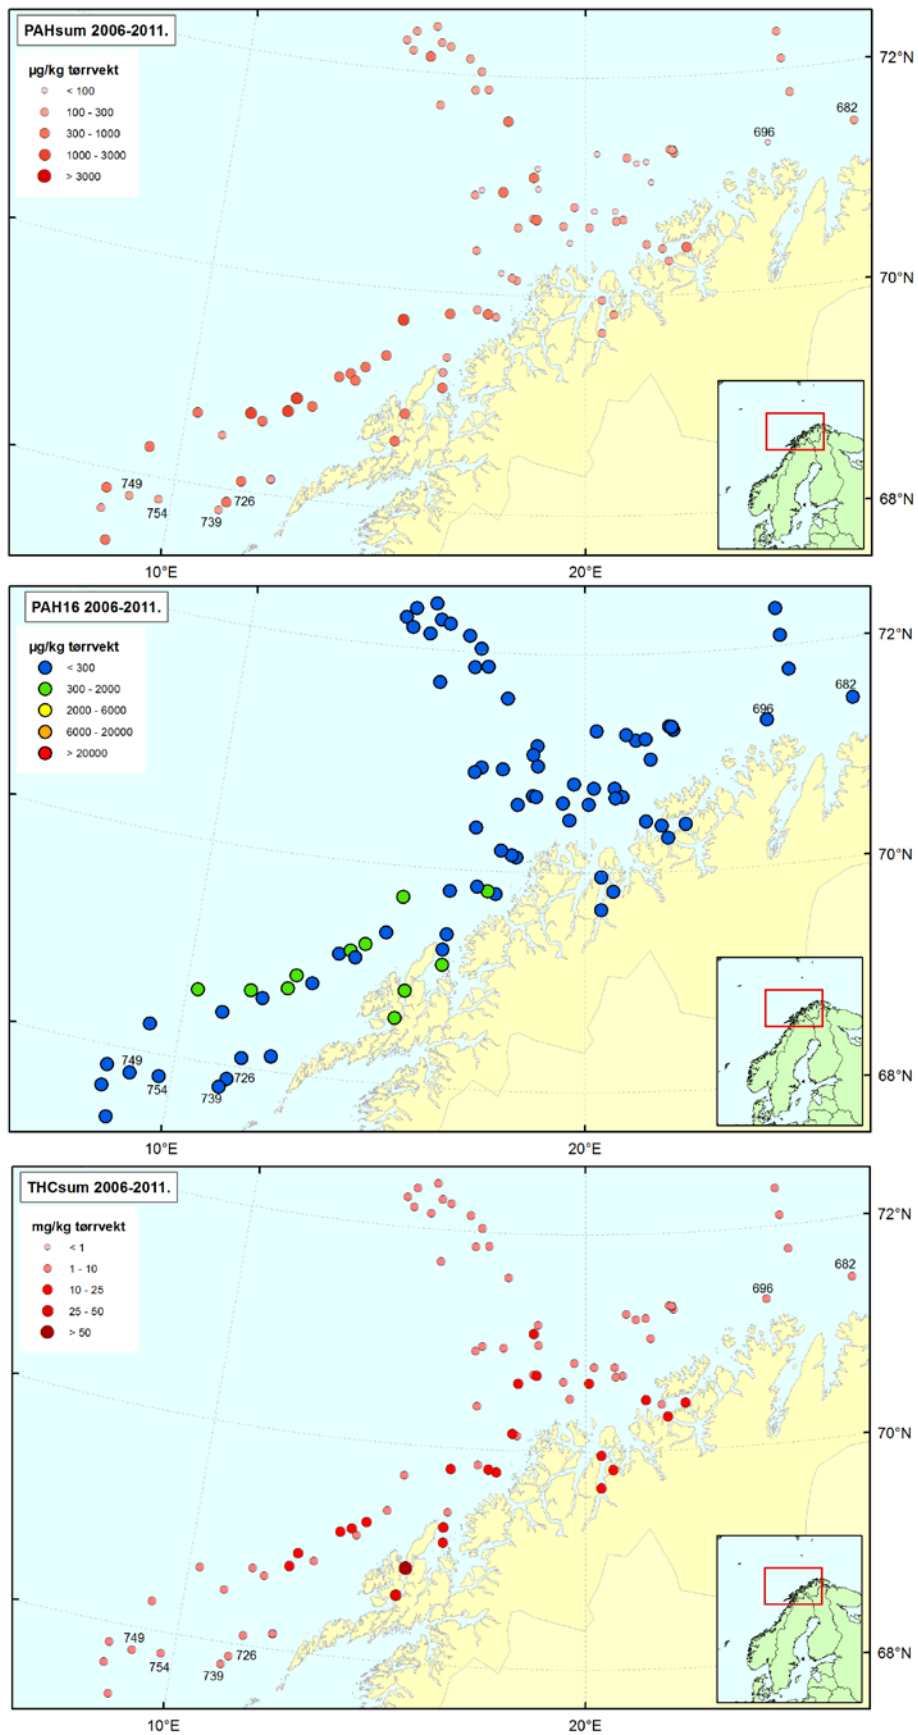 PAHsum 2006-2011.
µg/kg tørrvekt
< 100
100 - 300
300 - 1000
1000 - 3000
> 3000
72°N
682
696
70°N
749
754
726
739
68°N
10°E
20°E
PAH16 2006-2011.
µg/kg tørrvekt
< 300
300 - 2000
2000 - 6000
6000 - 20000
> 20000
72°N
682
696
70°N
749
754
726
739
68°N
10°E
20°E
THCsum 2006-2011.
mg/kg tørrvekt
< 1
1 - 10
10 - 25
25 - 50
> 50
72°N
682
696
70°N
749
754
726
739
68°N
10°E
20°E